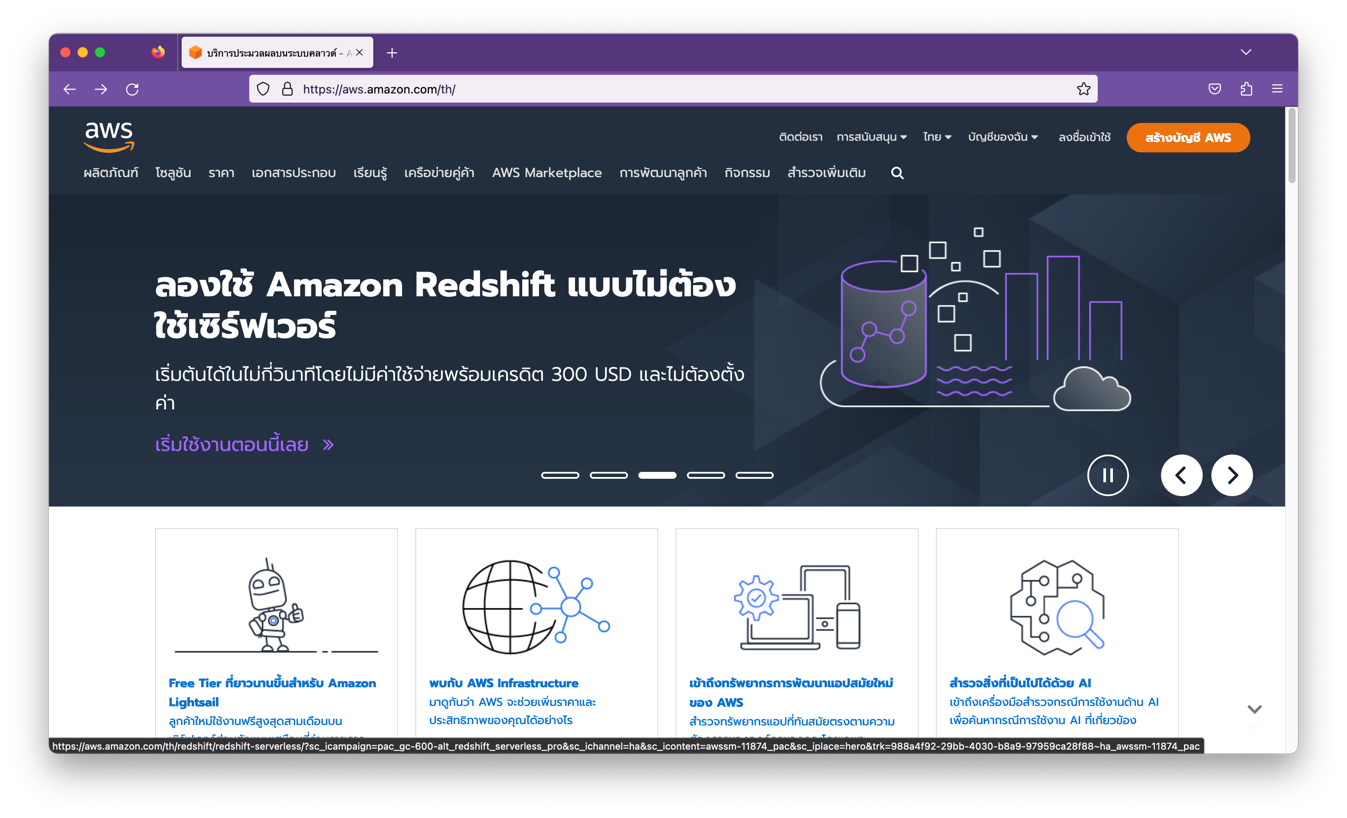 บริการประมวลผลบนระบบคลาวด์ - A
https://aws.amazon.com/th/
aws
ติดต่อเรา การสนับสนุน ไทย บัญชีของฉัน ลงชื่อเข้าใช้ สร้างบัญชี AWS
ผลิตภัณฑ์ โซลูชัน ราคา เอกสารประกอบ เรียนรู้ เครือข่ายคู่ค้า AWS Marketplace การพัฒนาลูกค้า กิจกรรม สำรวจเพิ่มเติม
ลองใช้ Amazon Redshift แบบไม่ต้อง
ใช้เซิร์ฟเวอร์
เริ่มต้นได้ในไม่กี่วินาทีโดยไม่มีค่าใช้จ่ายพร้อมเครดิต 300 USD และไม่ต้องตั้ง
ค่า
เริ่มใช้งานตอนนี้เลย »
Free Tier ที่ยาวนานขึ้นสำหรับ Amazon
Lightsail
ลูกค้าใหม่ใช้งานฟรีสูงสุดสามเดือนบน
พบกับ AWS Infrastructure
มาดูกันว่า AWS จะช่วยเพิ่มราคาและ
ประสิทธิภาพของคุณได้อย่างไร
เข้าถึงทรัพยากรการพัฒนาแอปสมัยใหม่
ของ AWS
สำรวจทรัพยากรแอปที่ทันสมัยตรงตามความ
สำรวจสิ่งที่เป็นไปได้ด้วย AI
เข้าถึงเครื่องมือสำรวจกรณีการใช้งานด้าน AI
เพื่อค้นหากรณีการใช้งาน AI ที่เกี่ยวข้อง
https://aws.amazon.com/th/redshift/redshift-serverless/?sc_icampaign=pac_gc-600-alt_redshift_serverless_pro&sc_ichannel=ha&sc_icontent=awssm-11874_pac&sc_iplace=hero&trk=988a4f92-29bb-4030-b8a9-97959ca28f88~ha_awssm-11874_pac